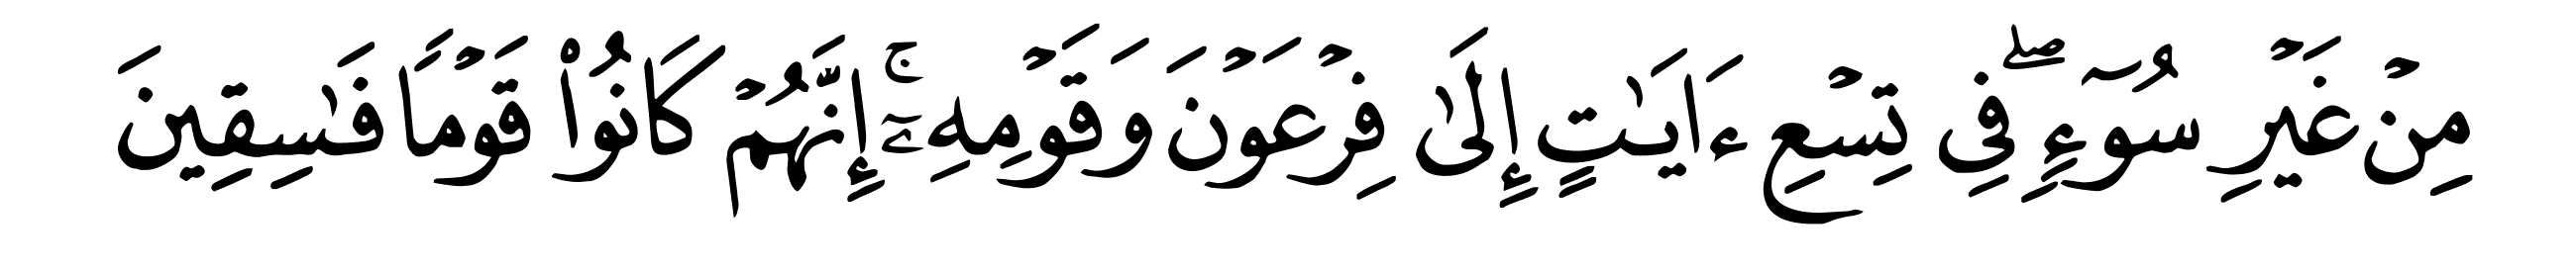 مِنْ غَيْرِ سُوٓءٍۖ فِى تِسْعِ ءَايَٰتٍ إِلَىٰ فِرْعَوْنَ وَقَوْمِهِۦٓۚ إِنَّهُمْ كَانُوا۟ قَوْمًا فَٰسِقِينَ